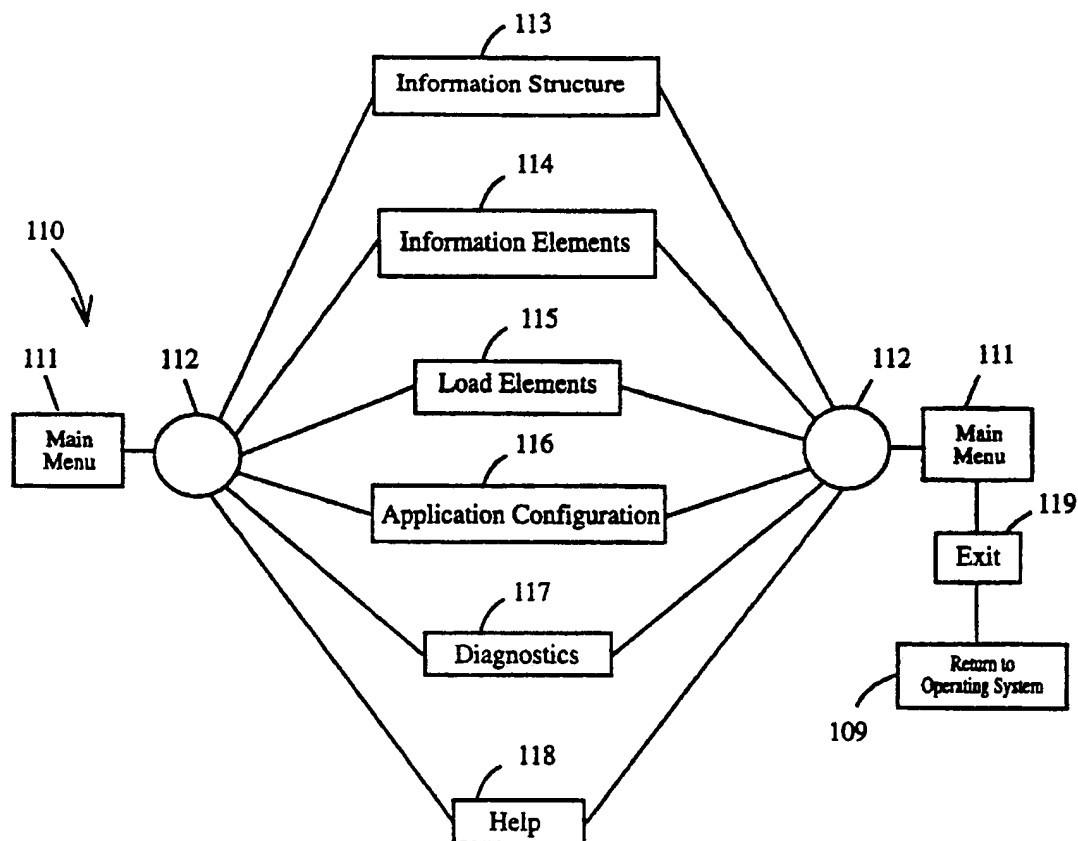 113
Information Structure
114
Information Elements
110
115
111
112
Load Elements
112
111
Main
Menu
Main
Menu
116
Application Configuration
119
Exit
117
Diagnostics
Return to
Operating System
109
118
Help